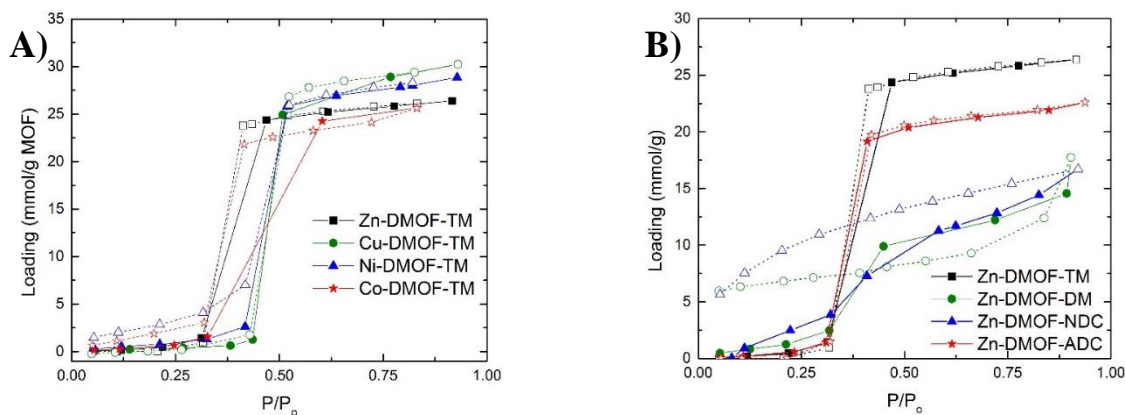 A)
35
30
25
20
15
10
5
0
Loading (mmol/g MOF)
0.00 0.25 0.50 0.75 1.00
P/Po
Zn-DMOF-TM
Cu-DMOF-TM
Ni-DMOF-TM
Co-DMOF-TM
B)
30
25
20
15
10
5
0
Loading (mmol/g)
0.00 0.25 0.50 0.75 1.00
P/Po
Zn-DMOF-TM
Zn-DMOF-DM
Zn-DMOF-NDC
Zn-DMOF-ADC